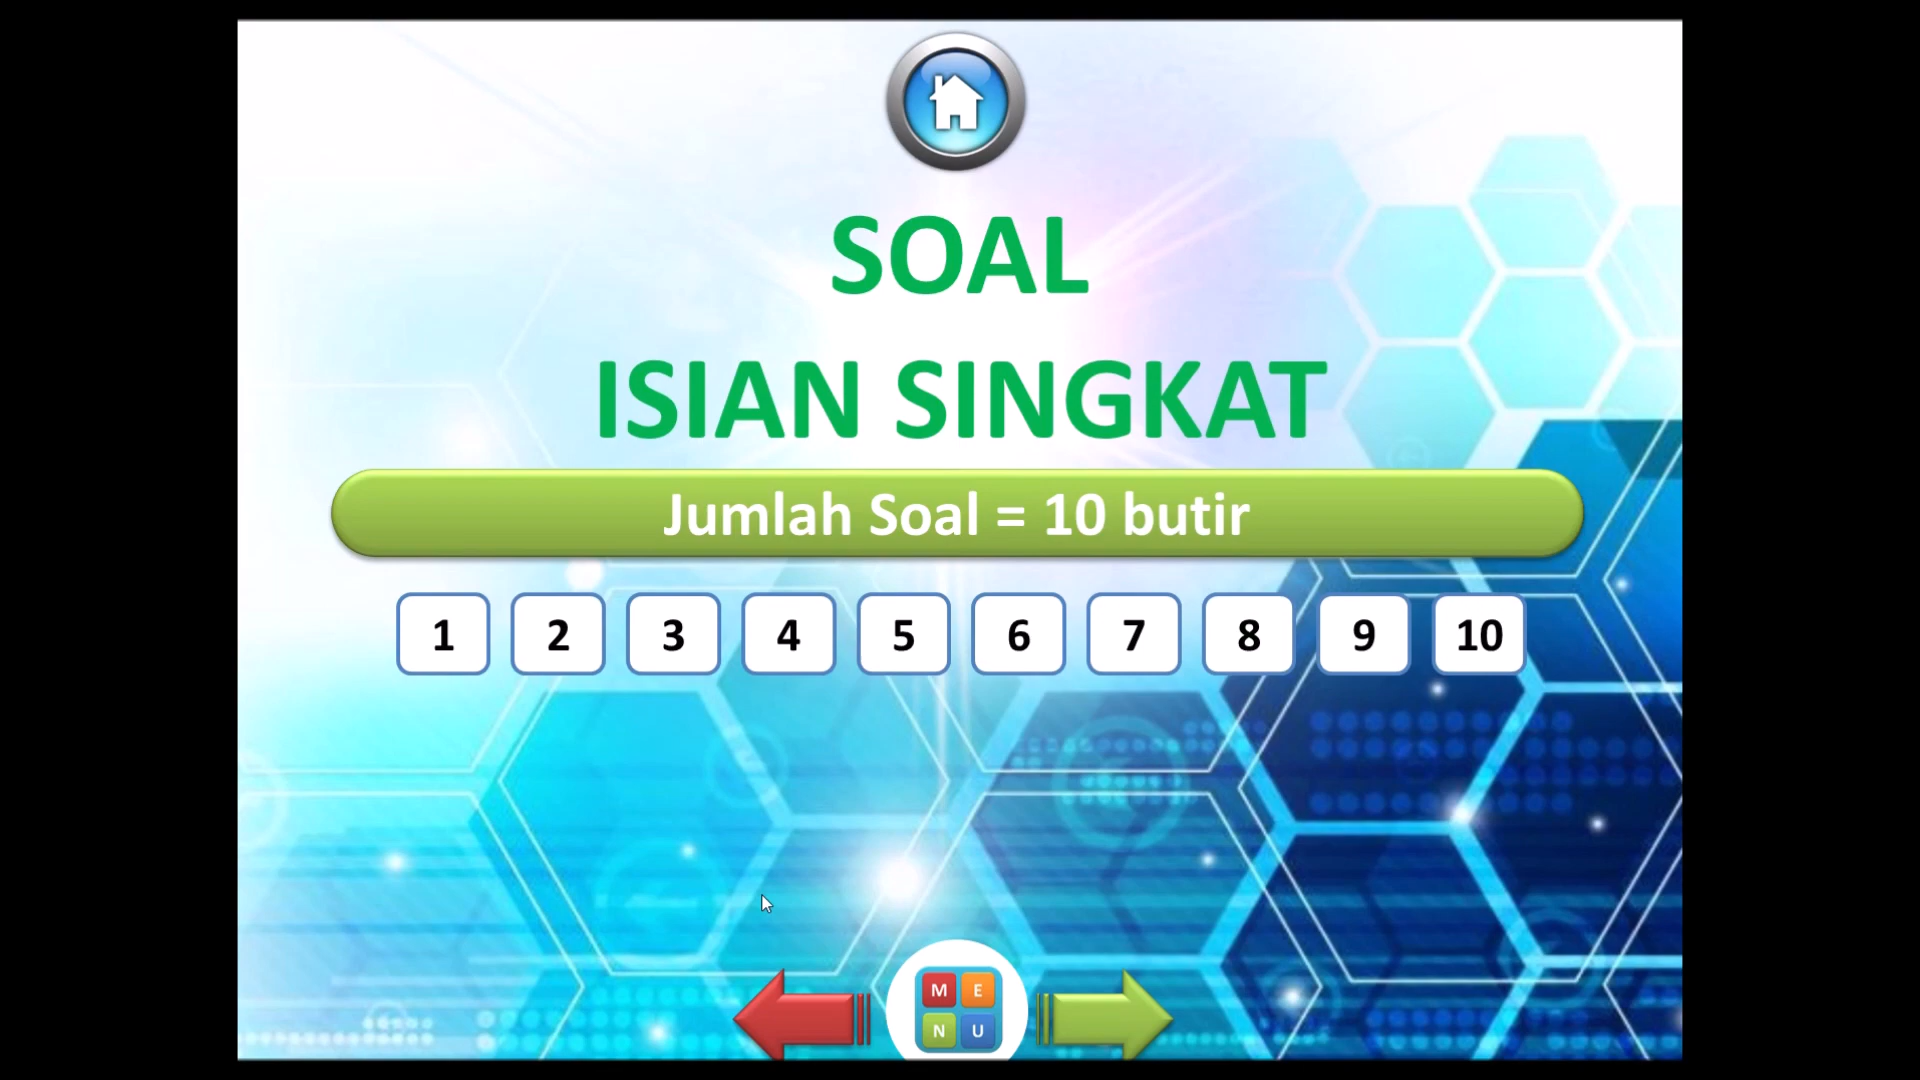 SOAL
ISIAN SINGKAT
Jumlah Soal = 10 butir
1 2 3 4 5 6 7 8 9 10
M E
N U